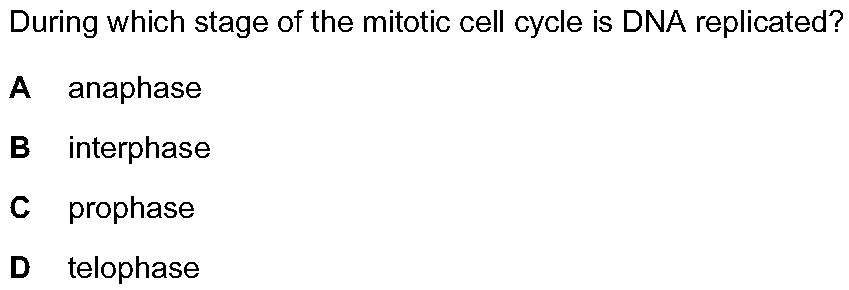 During which stage of the mitotic cell cycle is DNA replicated?
A anaphase
B interphase
C prophase
D telophase